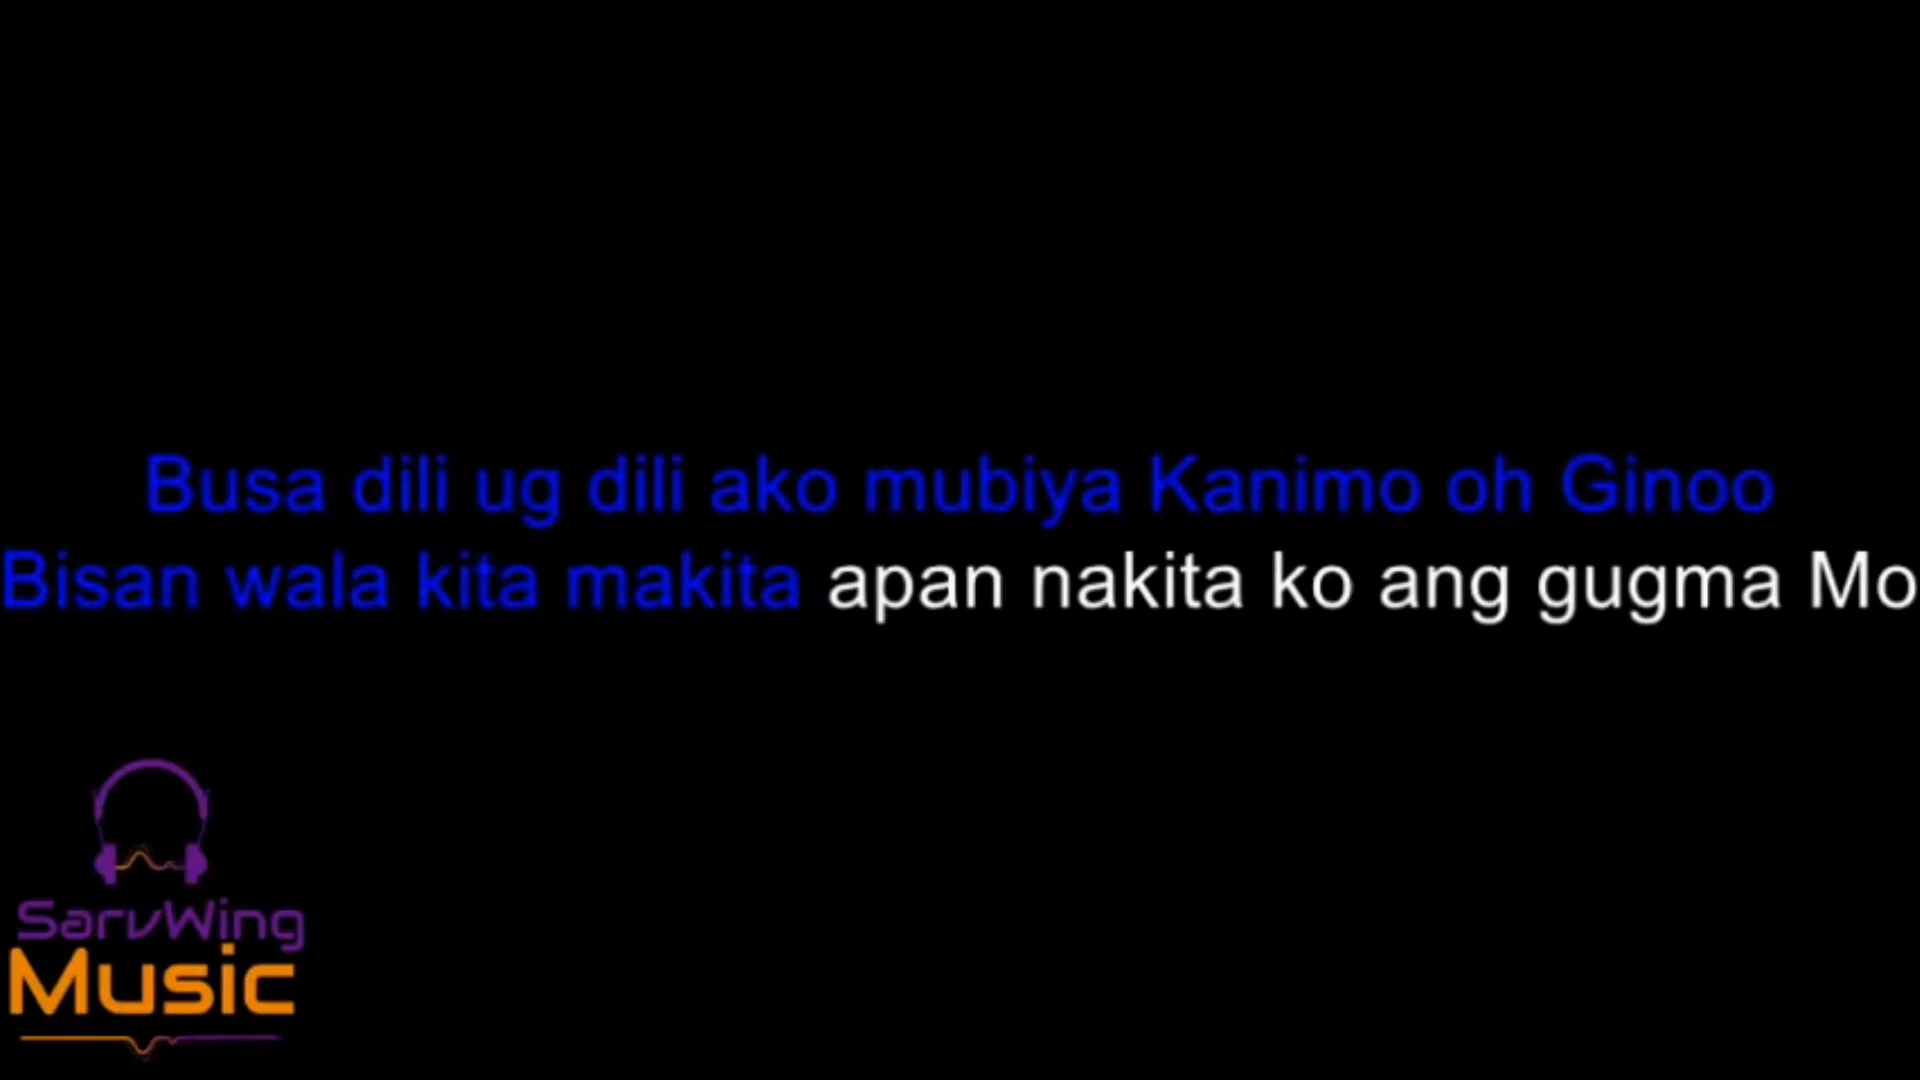 Busa dili ug dili ako mubiya Kanimo oh Ginoo
Bisan wala kita makita apan nakita ko ang gugma Mo
SarvWing
Music